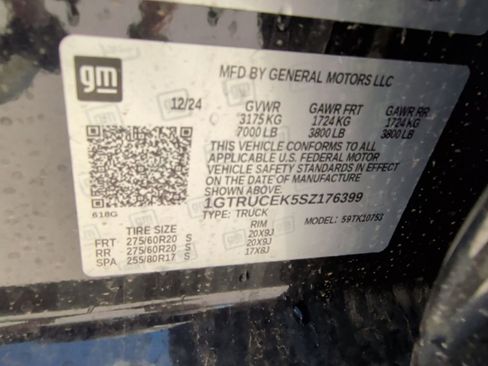 gm
MFD BY GENERAL MOTORS LLC
12/24 GVWR GAWR FRT GAWR RR
3175 KG 1724 KG 1724 KG
7000 LB 3800 LB 3800 LB
THIS VEHICLE CONFORMS TO ALL
APPLICABLE U.S. FEDERAL MOTOR
VEHICLE SAFETY STANDARDS IN
EFFECT ON THE DATE OF MANUFACTURE
SHOWN ABOVE.
1GTRUCEK5SZ176399
TYPE: TRUCK MODEL: 59TK10753
618G
TIRE SIZE RIM
FRT 275/60R20 S 20X9J
RR 275/60R20 S 20X9J
SPA 255/80R17 S 17X8J